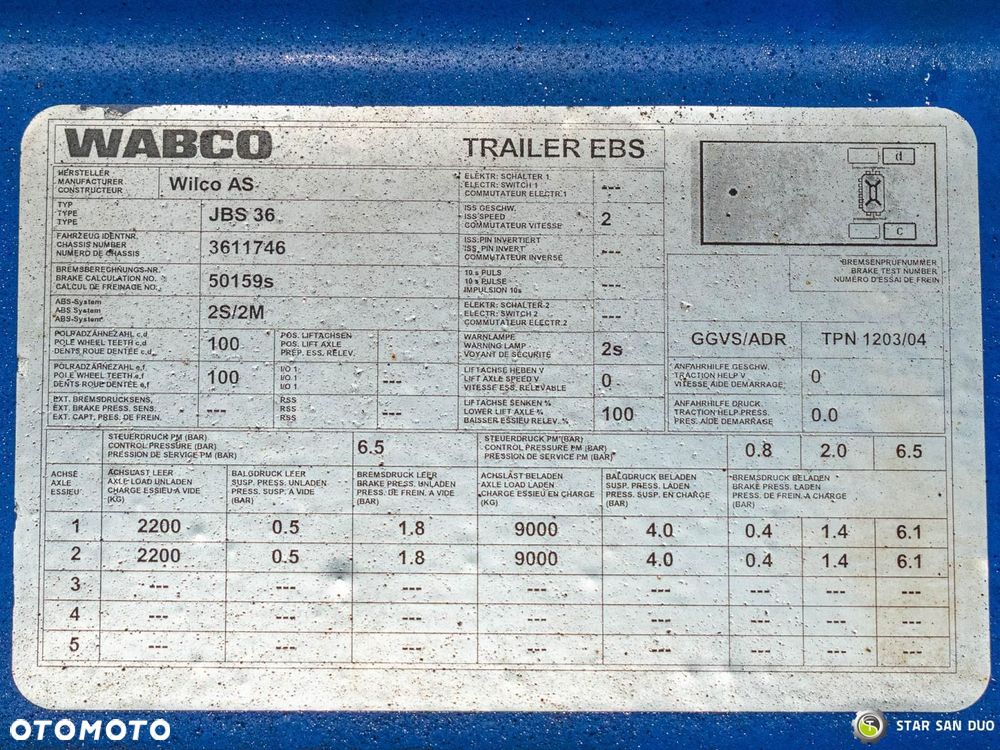 WABCO TRAILER EBS
HERSTELLER
MANUFACTURER
CONSTRUCTEUR
Wilco AS
ELEKTR. SCHALTER 1
ELECTR. SWITCH 1
COMMUTATEUR ELECTR.1
---
TYP
TYPE
TYPE
JBS 36
ISS GESCHW.
ISS SPEED
COMMUTATEUR VITESSE
2
FAHRZEUG IDENTNR.
CHASSIS NUMBER
NUMERO DE CHASSIS
3611746
ISS PIN INVERTIERT
ISS PIN INVERT
COMMUTATEUR INVERSE
---
BREMSBERECHNUNGS-NR.
BRAKE CALCULATION NO.
CALCUL DE FREINAGE NO.
50159s
10 s PULS
10 s PULSE
IMPULSION 10s
---
ABS-System
ABS System
ABS-System
2S/2M
ELEKTR. SCHALTER 2
ELECTR. SWITCH 2
COMMUTATEUR ELECTR.2
---
POLRADZÄHNEZAHL c,d
POLE WHEEL TEETH c,d
DENTS ROUE DENTÉE c,d
100
POS. LIFTACHSEN
POS. LIFT AXLE
PREP. ESS. RELEV.
---
WARNLAMPE
WARNING LAMP
VOYANT DE SÉCURITÉ
2s
POLRADZÄHNEZAHL e,f
POLE WHEEL TEETH e,f
DENTS ROUE DENTÉE e,f
100
I/O 1
I/O 1
I/O 1
---
LIFTACHSE HEBEN V
LIFT AXLE SPEED V
VITESSE ESS. RELEVABLE
0
EXT. BREMSDRUCKSENS.
EXT. BRAKE PRESS. SENS.
EXT. CAPT. PRES. DE FREIN.
---
RSS
RSS
RSS
---
LIFTACHSE SENKEN %
LOWER LIFT AXLE %
BAISSER ESSIEU RELEV. %
100
d
c
BREMSENPRÜFNUMMER
BRAKE TEST NUMBER
NUMÉRO D'ESSAI DE FREIN
GGVS/ADR TPN 1203/04
ANFAHRHILFE GESCHW.
TRACTION HELP V
VITESSE AIDE DEMARRAGE
0
ANFAHRHILFE DRUCK.
TRACTION HELP PRESS.
PRES. AIDE DEMARRAGE
0.0
STEUERDRUCK PM (BAR)
CONTROL PRESSURE (BAR)
PRESSION DE SERVICE PM (BAR)
6.5
STEUERDRUCK PM (BAR)
CONTROL PRESSURE PM (BAR)
PRESSION DE SERVICE PM (BAR)
0.8 2.0 6.5
ACHSE
AXLE
ESSIEU
ACHSLAST LEER
AXLE LOAD UNLADEN
CHARGE ESSIEU A VIDE
(KG)
BALGDRUCK LEER
SUSP. PRESS. UNLADEN
PRESS. SUSP. A VIDE
(BAR)
BREMSDRUCK LEER
BRAKE PRESS. UNLADEN
PRESS. DE FREIN. A VIDE
(BAR)
ACHSLAST BELADEN
AXLE LOAD LADEN
CHARGE ESSIEU EN CHARGE
(KG)
BALGDRUCK BELADEN
SUSP. PRESS. LADEN
PRESS. SUSP. EN CHARGE
(BAR)
BREMSDRUCK BELADEN
BRAKE PRESS. LADEN
PRESS. DE FREIN. A CHARGE
(BAR)
1 2200 0.5 1.8 9000 4.0 0.4 1.4 6.1
2 2200 0.5 1.8 9000 4.0 0.4 1.4 6.1
3 --- --- --- --- --- --- --- ---
4 --- --- --- --- --- --- --- ---
5 --- --- --- --- --- --- --- ---
OTOMOTO
STAR SAN DUO